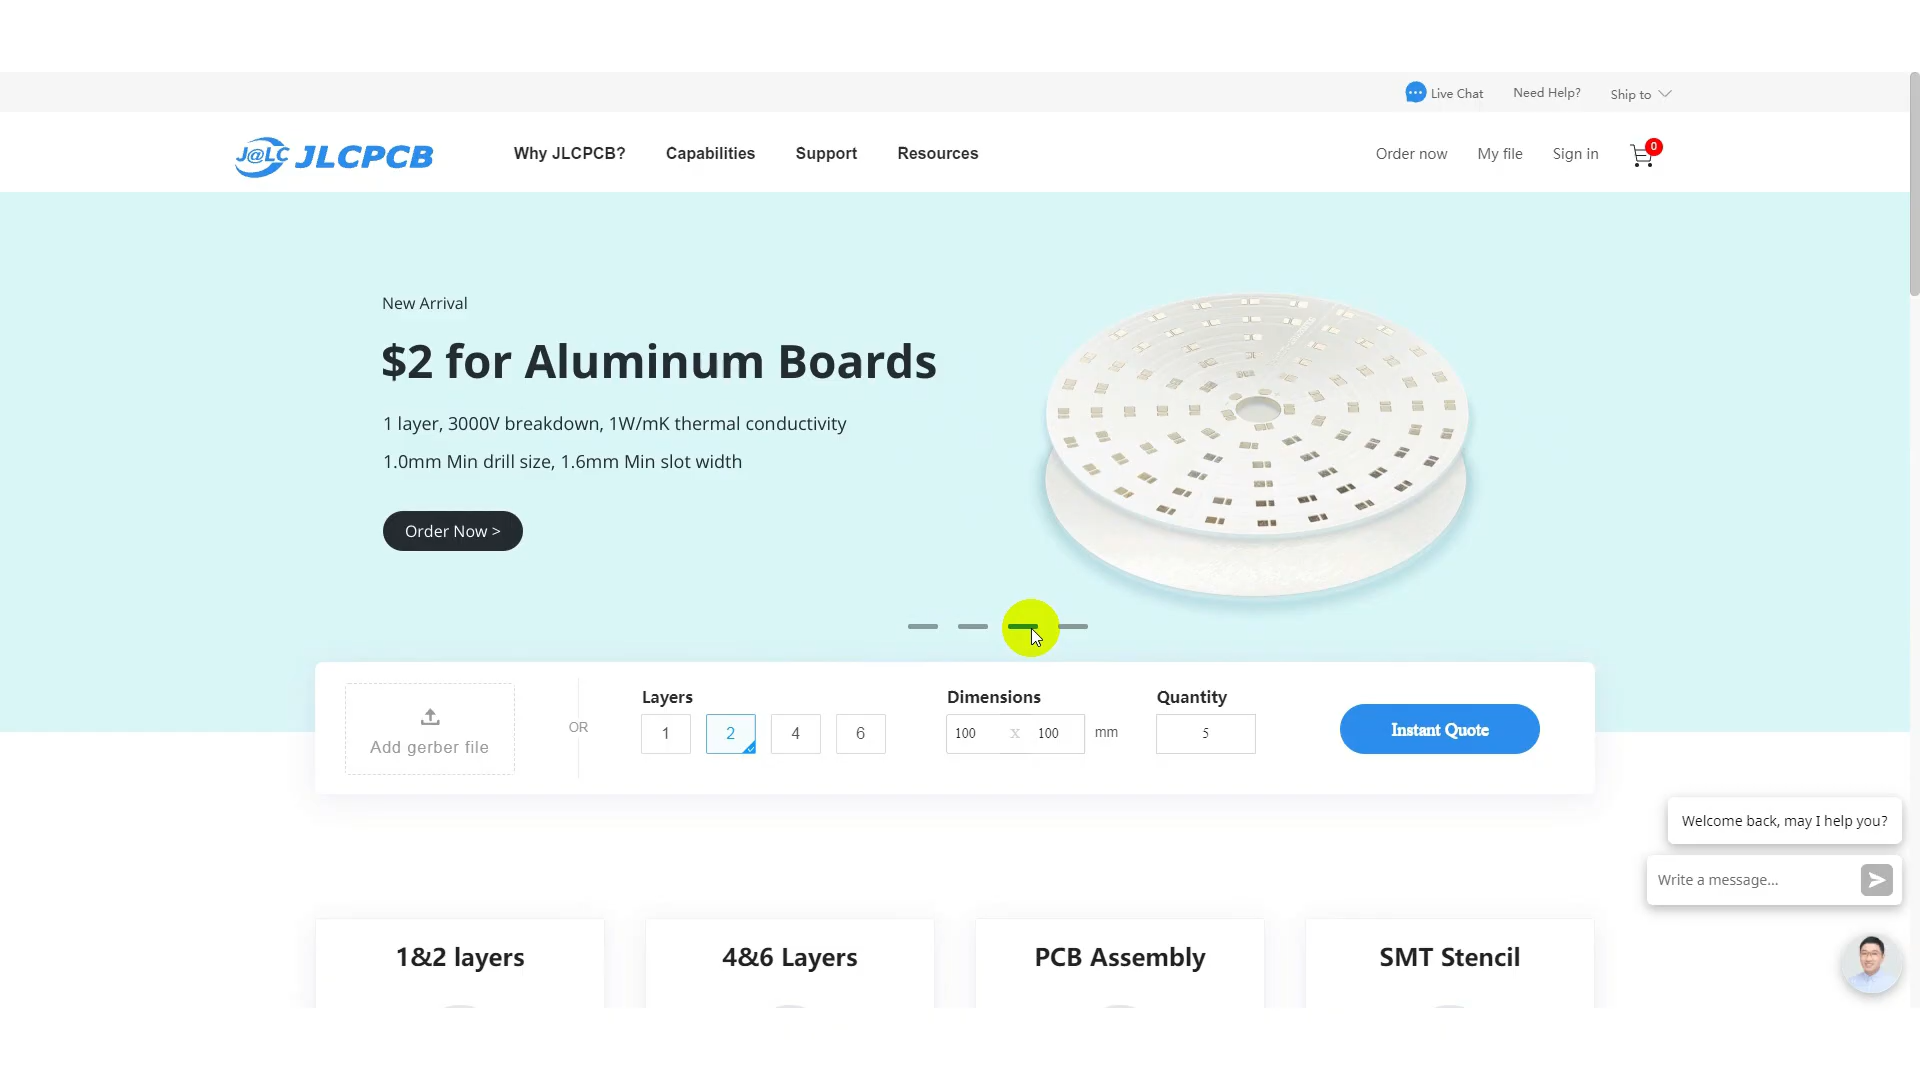 Live Chat
Need Help?
Ship to
J@LC JLCPCB
Why JLCPCB?
Capabilities
Support
Resources
Order now
My file
Sign in
0
New Arrival
$2 for Aluminum Boards
1 layer, 3000V breakdown, 1W/mK thermal conductivity
1.0mm Min drill size, 1.6mm Min slot width
Order Now >
Add gerber file
OR
Layers
1
2
4
6
Dimensions
100 x 100 mm
Quantity
5
Instant Quote
Welcome back, may I help you?
Write a message...
1&2 layers
4&6 Layers
PCB Assembly
SMT Stencil